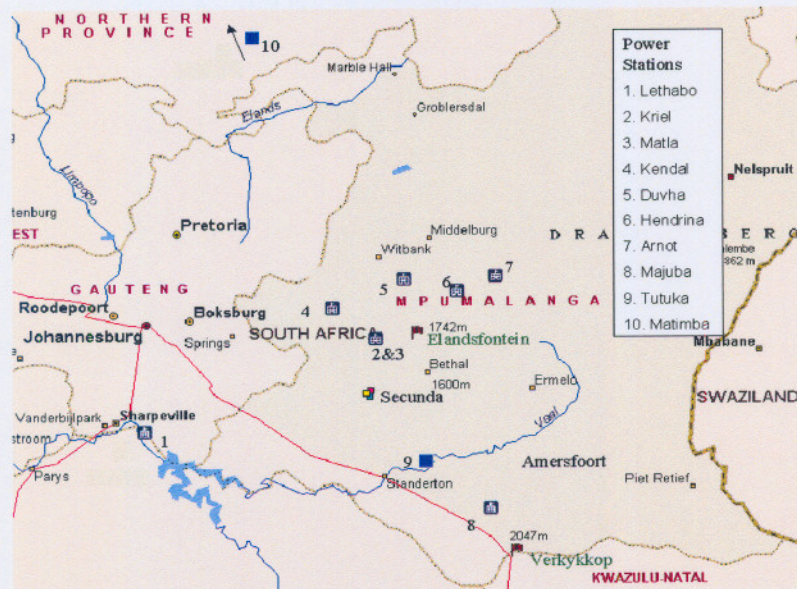 NORTHERN
PROVINCE
10
Marble Hall
Elands
Groblersdal
Limpopo
Power
Stations
1. Lethabo
2. Kriel
3. Matla
4. Kendal
5. Duvha
6. Hendrina
7. Arnot
8. Majuba
9. Tutuka
10. Matimba
Nelspruit
tenburg
EST
Pretoria
Middelburg
Witbank
D R A
B E R G
alembe
862 m
5
6
7
GAUTENG
MPUMALANGA
Roodepoort
Boksburg
4
Johannesburg
Springs
SOUTH AFRICA
1742m
Elandsfontein
2&3
Mbabane
Bethal
1600m
Ermelo
Secunda
SWAZILAND
Vanderbijlpark
Sharpeville
stroom
1
Vaal
Parys
9
Standerton
Amersfoort
Piet Retief
8
2047m
Verkykkop
KWAZULU-NATAL